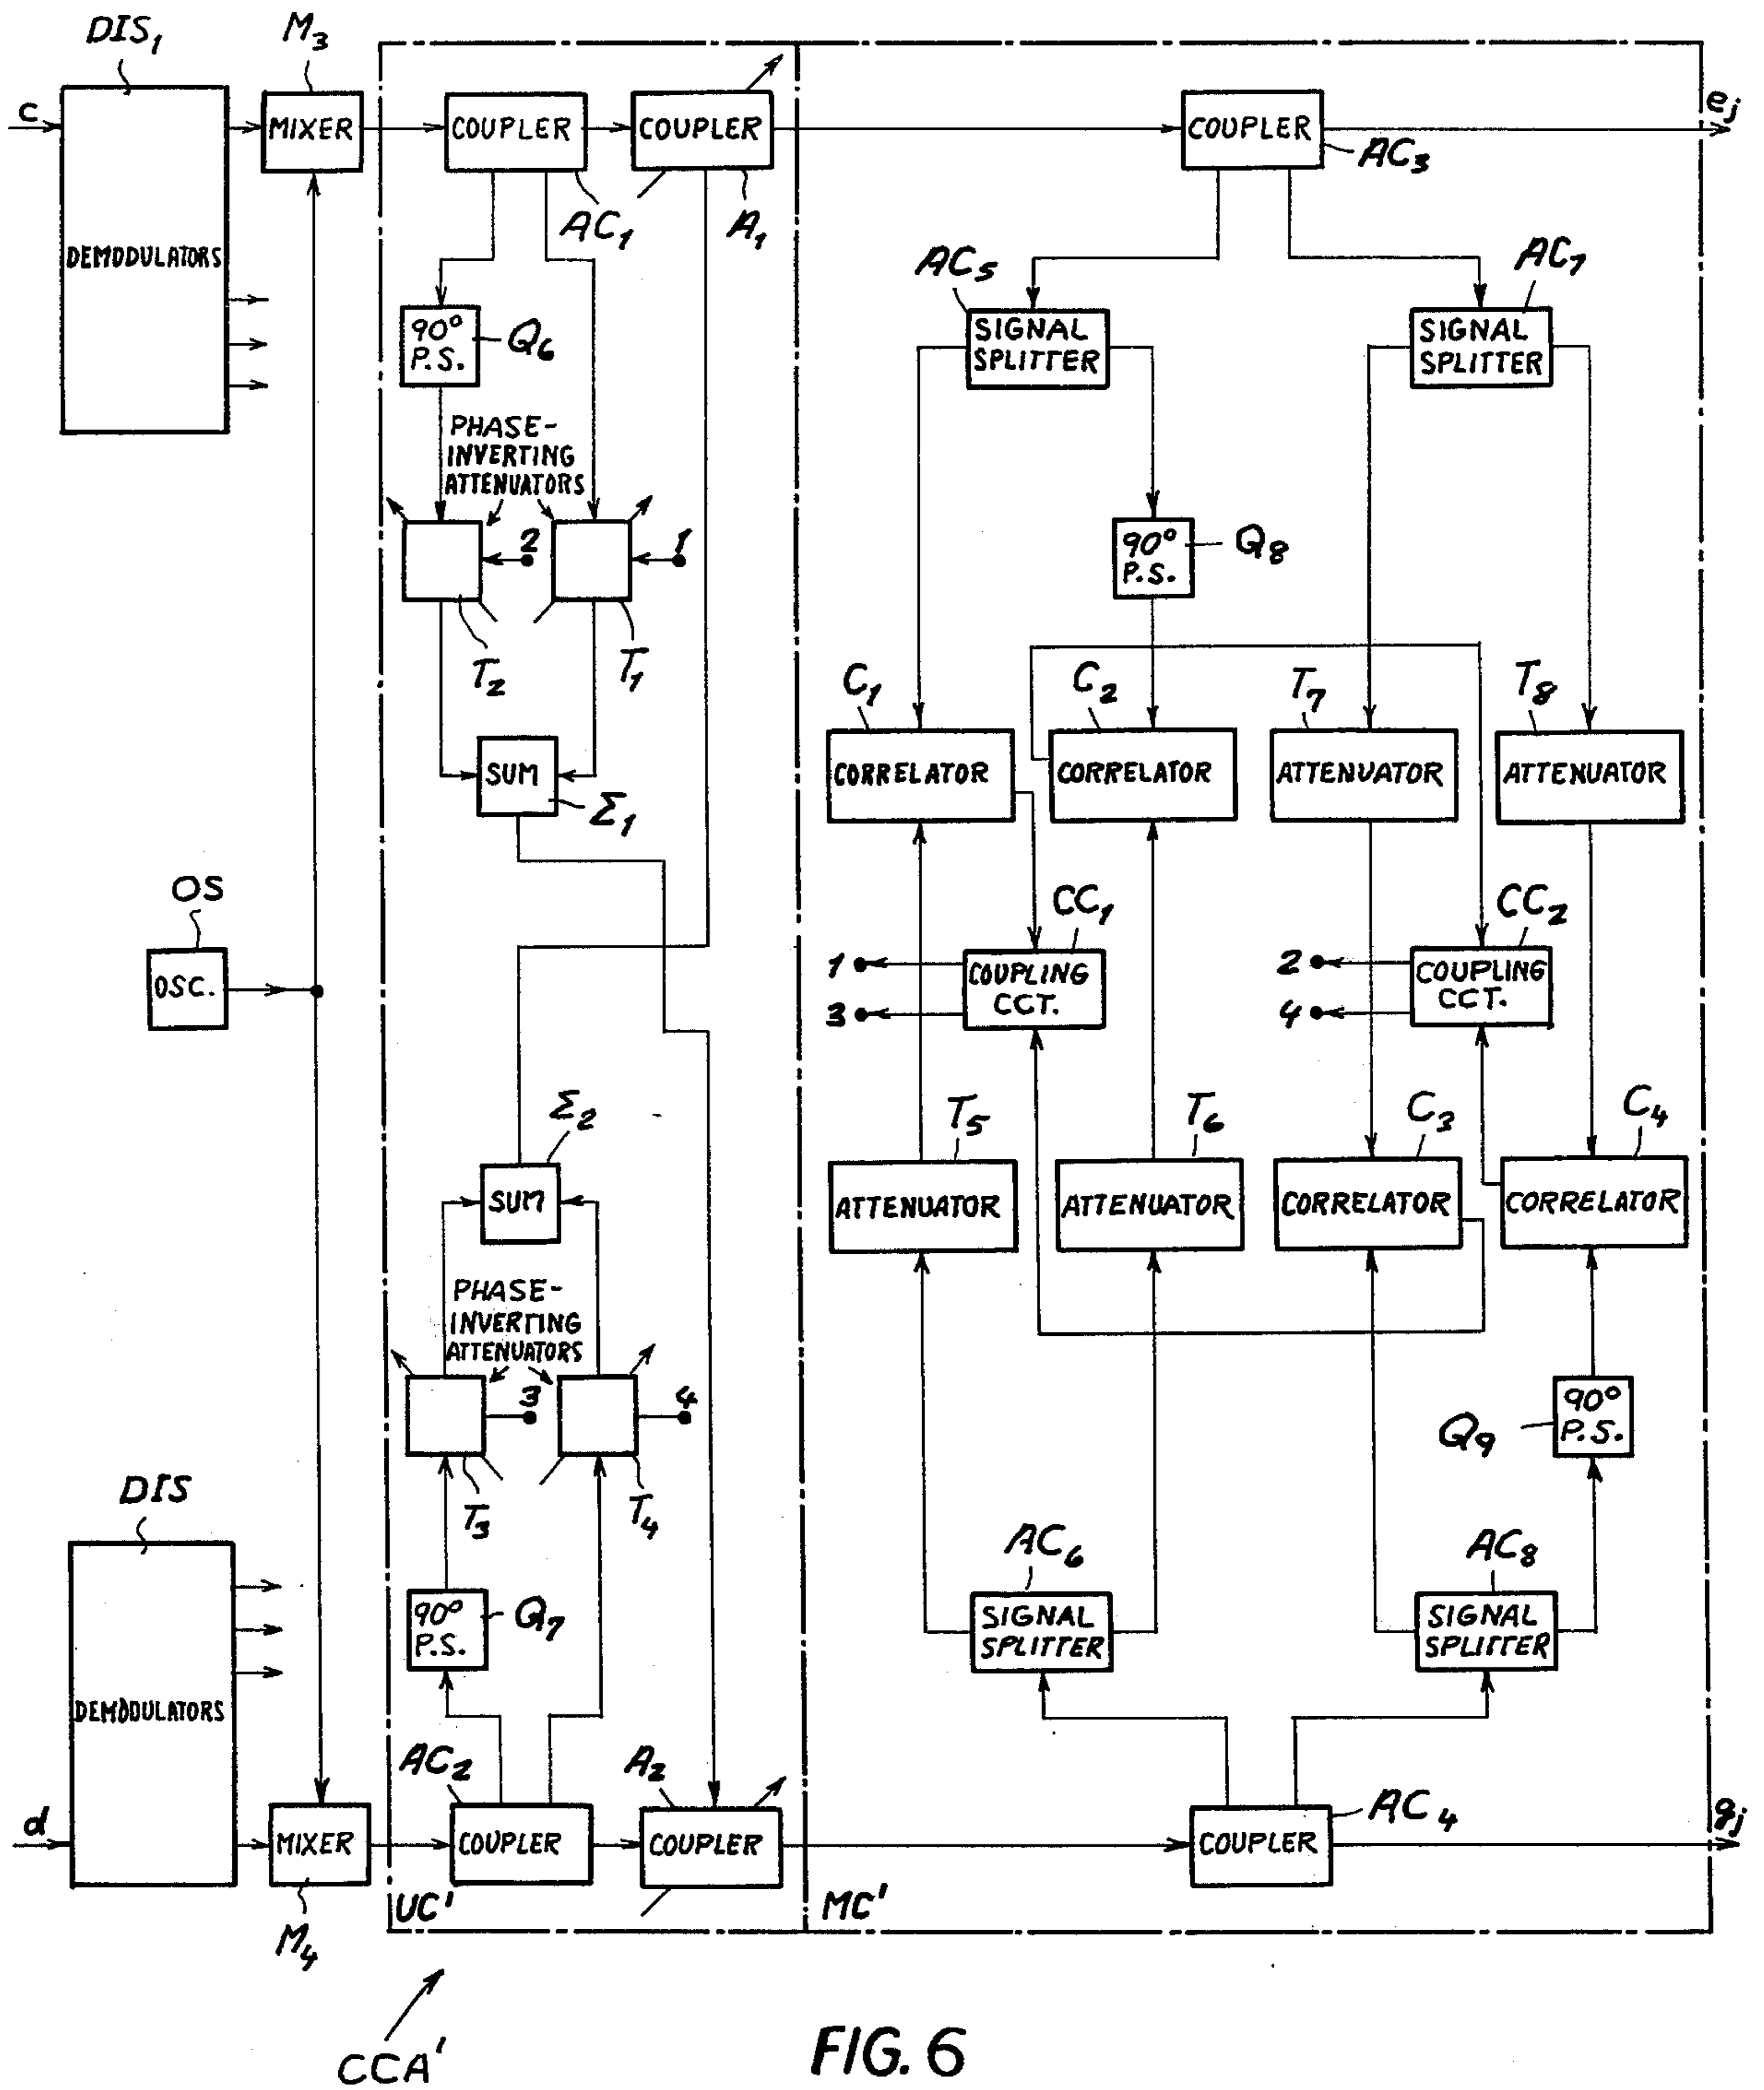 DIS1
M3
c
DEMODULATORS
MIXER
COUPLER
COUPLER
COUPLER
ej
AC1
A1
AC3
AC5
AC7
90°
P.S.
Q6
SIGNAL
SPLITTER
SIGNAL
SPLITTER
PHASE-
INVERTING
ATTENUATORS
2
1
90°
P.S.
Q8
T2
T1
C1
C2
T7
T8
SUM
Σ1
CORRELATOR
CORRELATOR
ATTENUATOR
ATTENUATOR
OS
OSC.
CC1
CC2
1
3
COUPLING
CCT.
2
4
COUPLING
CCT.
Σ2
T5
T6
C3
C4
SUM
ATTENUATOR
ATTENUATOR
CORRELATOR
CORRELATOR
PHASE-
INVERTING
ATTENUATORS
3
4
Q9
90°
P.S.
DIS
T3
T4
AC6
AC8
90°
P.S.
Q7
SIGNAL
SPLITTER
SIGNAL
SPLITTER
DEMODULATORS
AC2
A2
AC4
d
MIXER
COUPLER
COUPLER
COUPLER
gj
M4
UC'
MC'
CCA'
FIG. 6